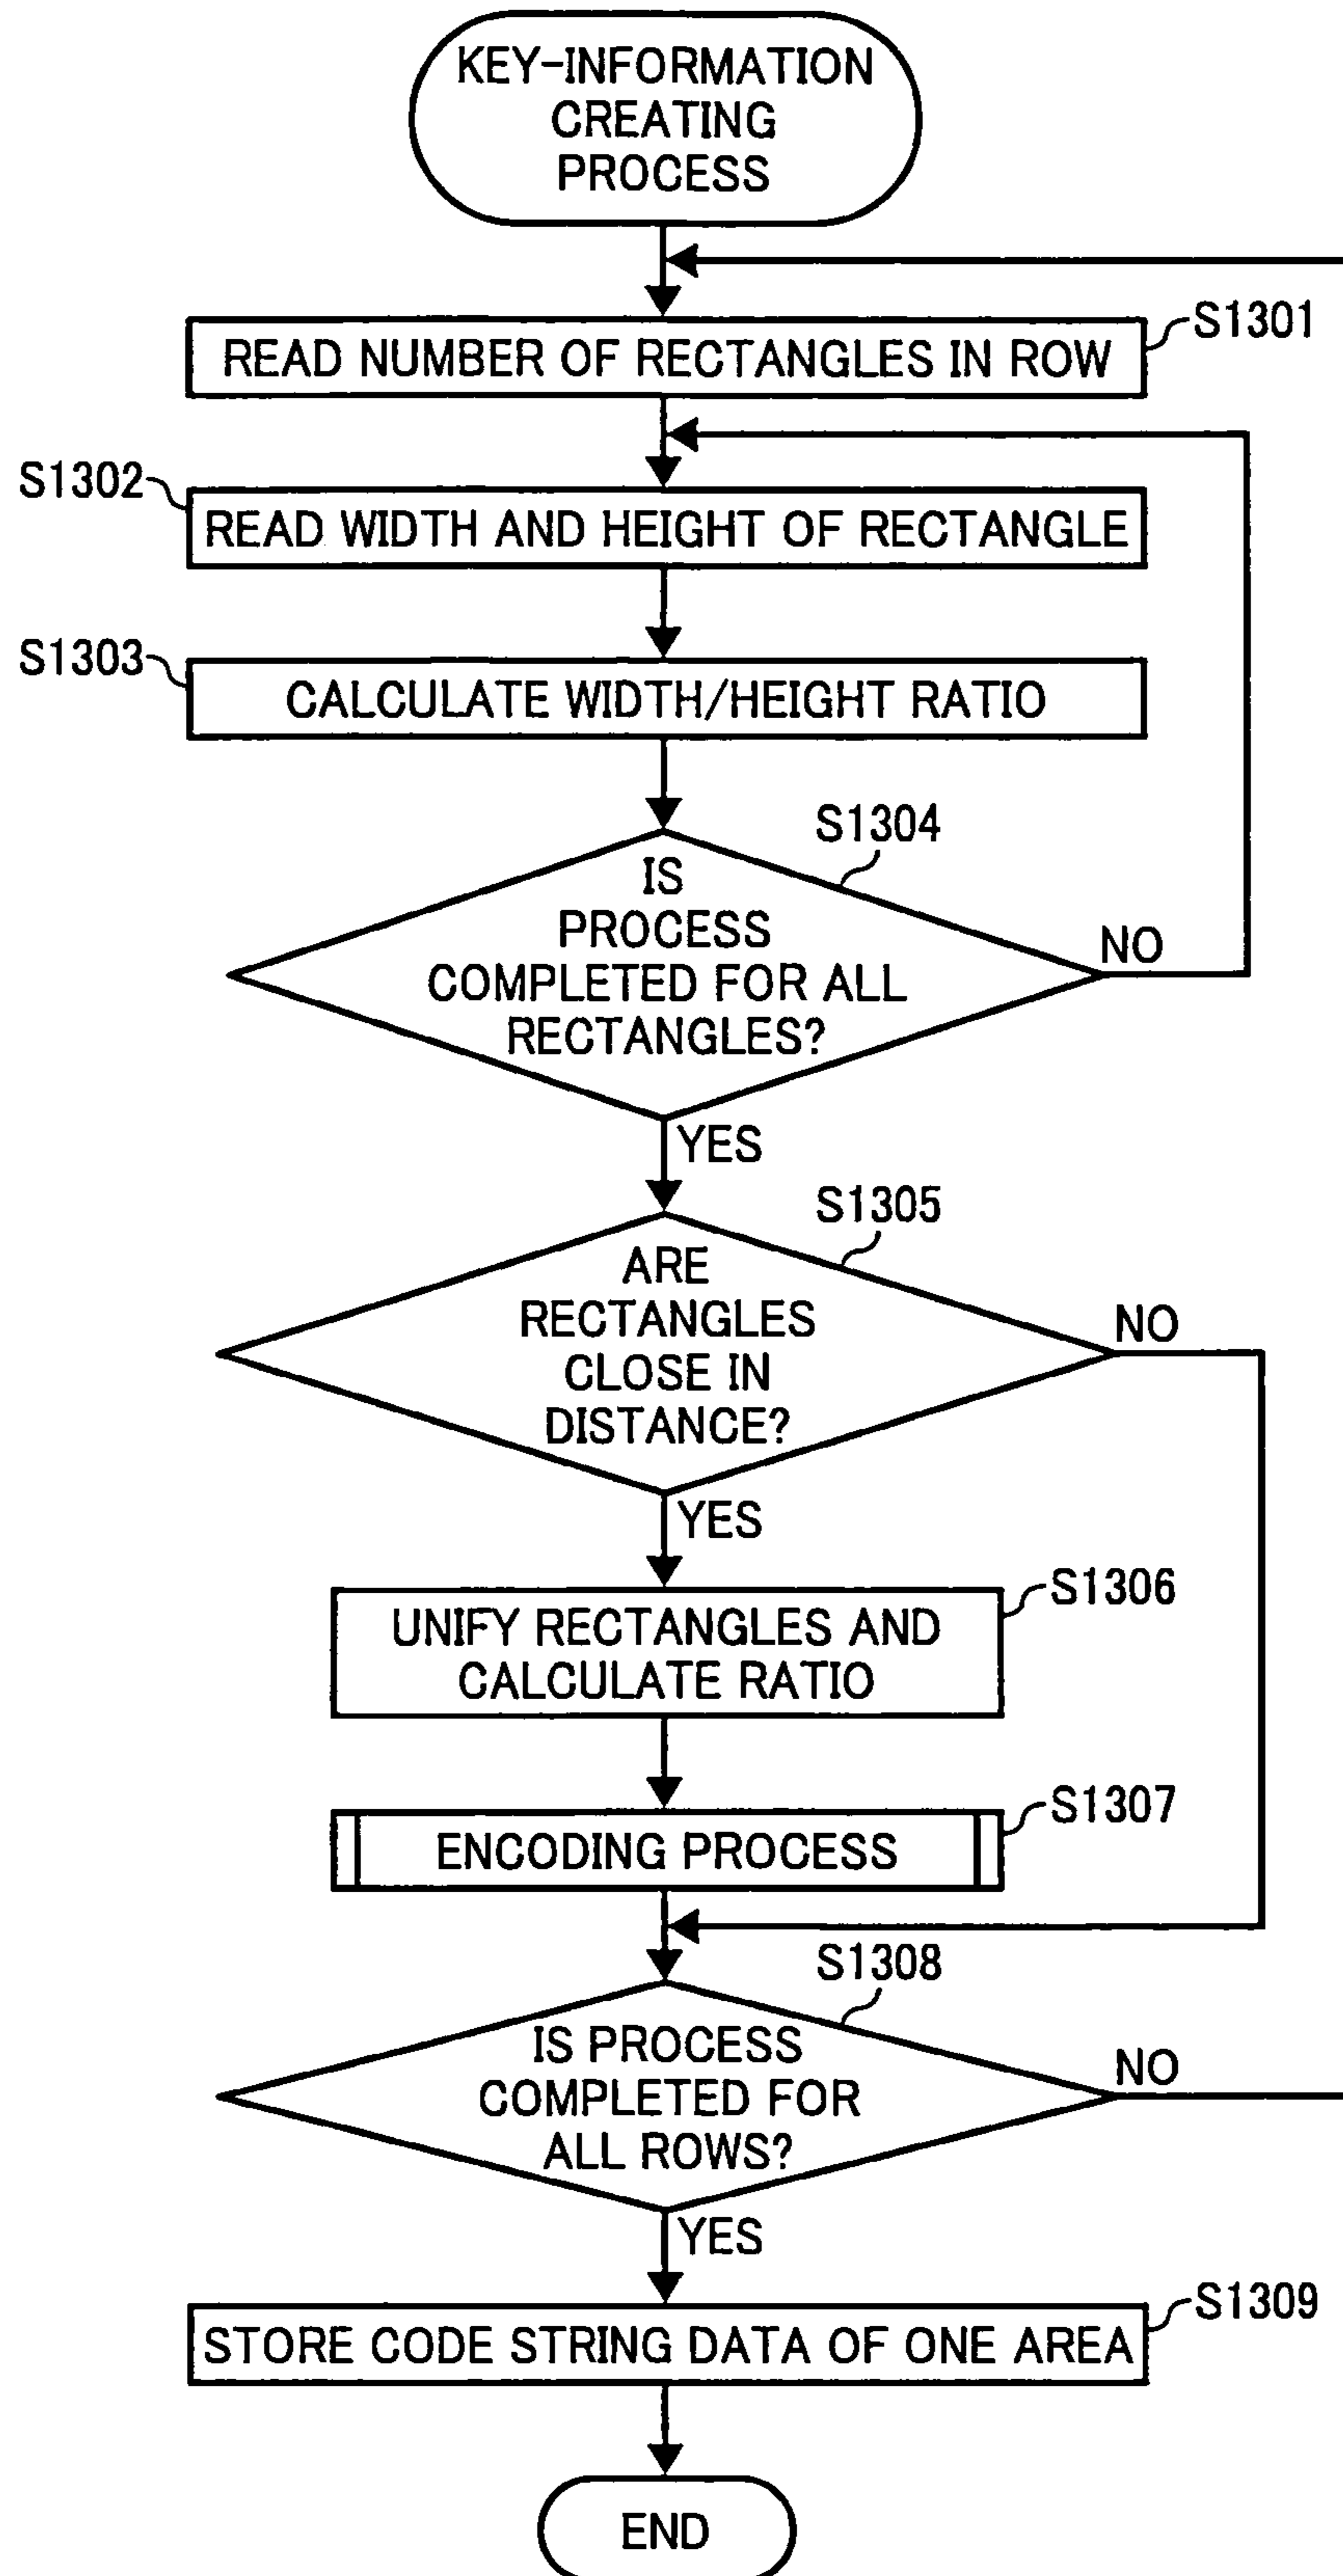 KEY-INFORMATION
CREATING
PROCESS
S1301
READ NUMBER OF RECTANGLES IN ROW
S1302
READ WIDTH AND HEIGHT OF RECTANGLE
S1303
CALCULATE WIDTH/HEIGHT RATIO
S1304
IS
PROCESS
COMPLETED FOR ALL
RECTANGLES?
NO
YES
S1305
ARE
RECTANGLES
CLOSE IN
DISTANCE?
NO
YES
S1306
UNIFY RECTANGLES AND
CALCULATE RATIO
S1307
ENCODING PROCESS
S1308
IS PROCESS
COMPLETED FOR
ALL ROWS?
NO
YES
S1309
STORE CODE STRING DATA OF ONE AREA
END